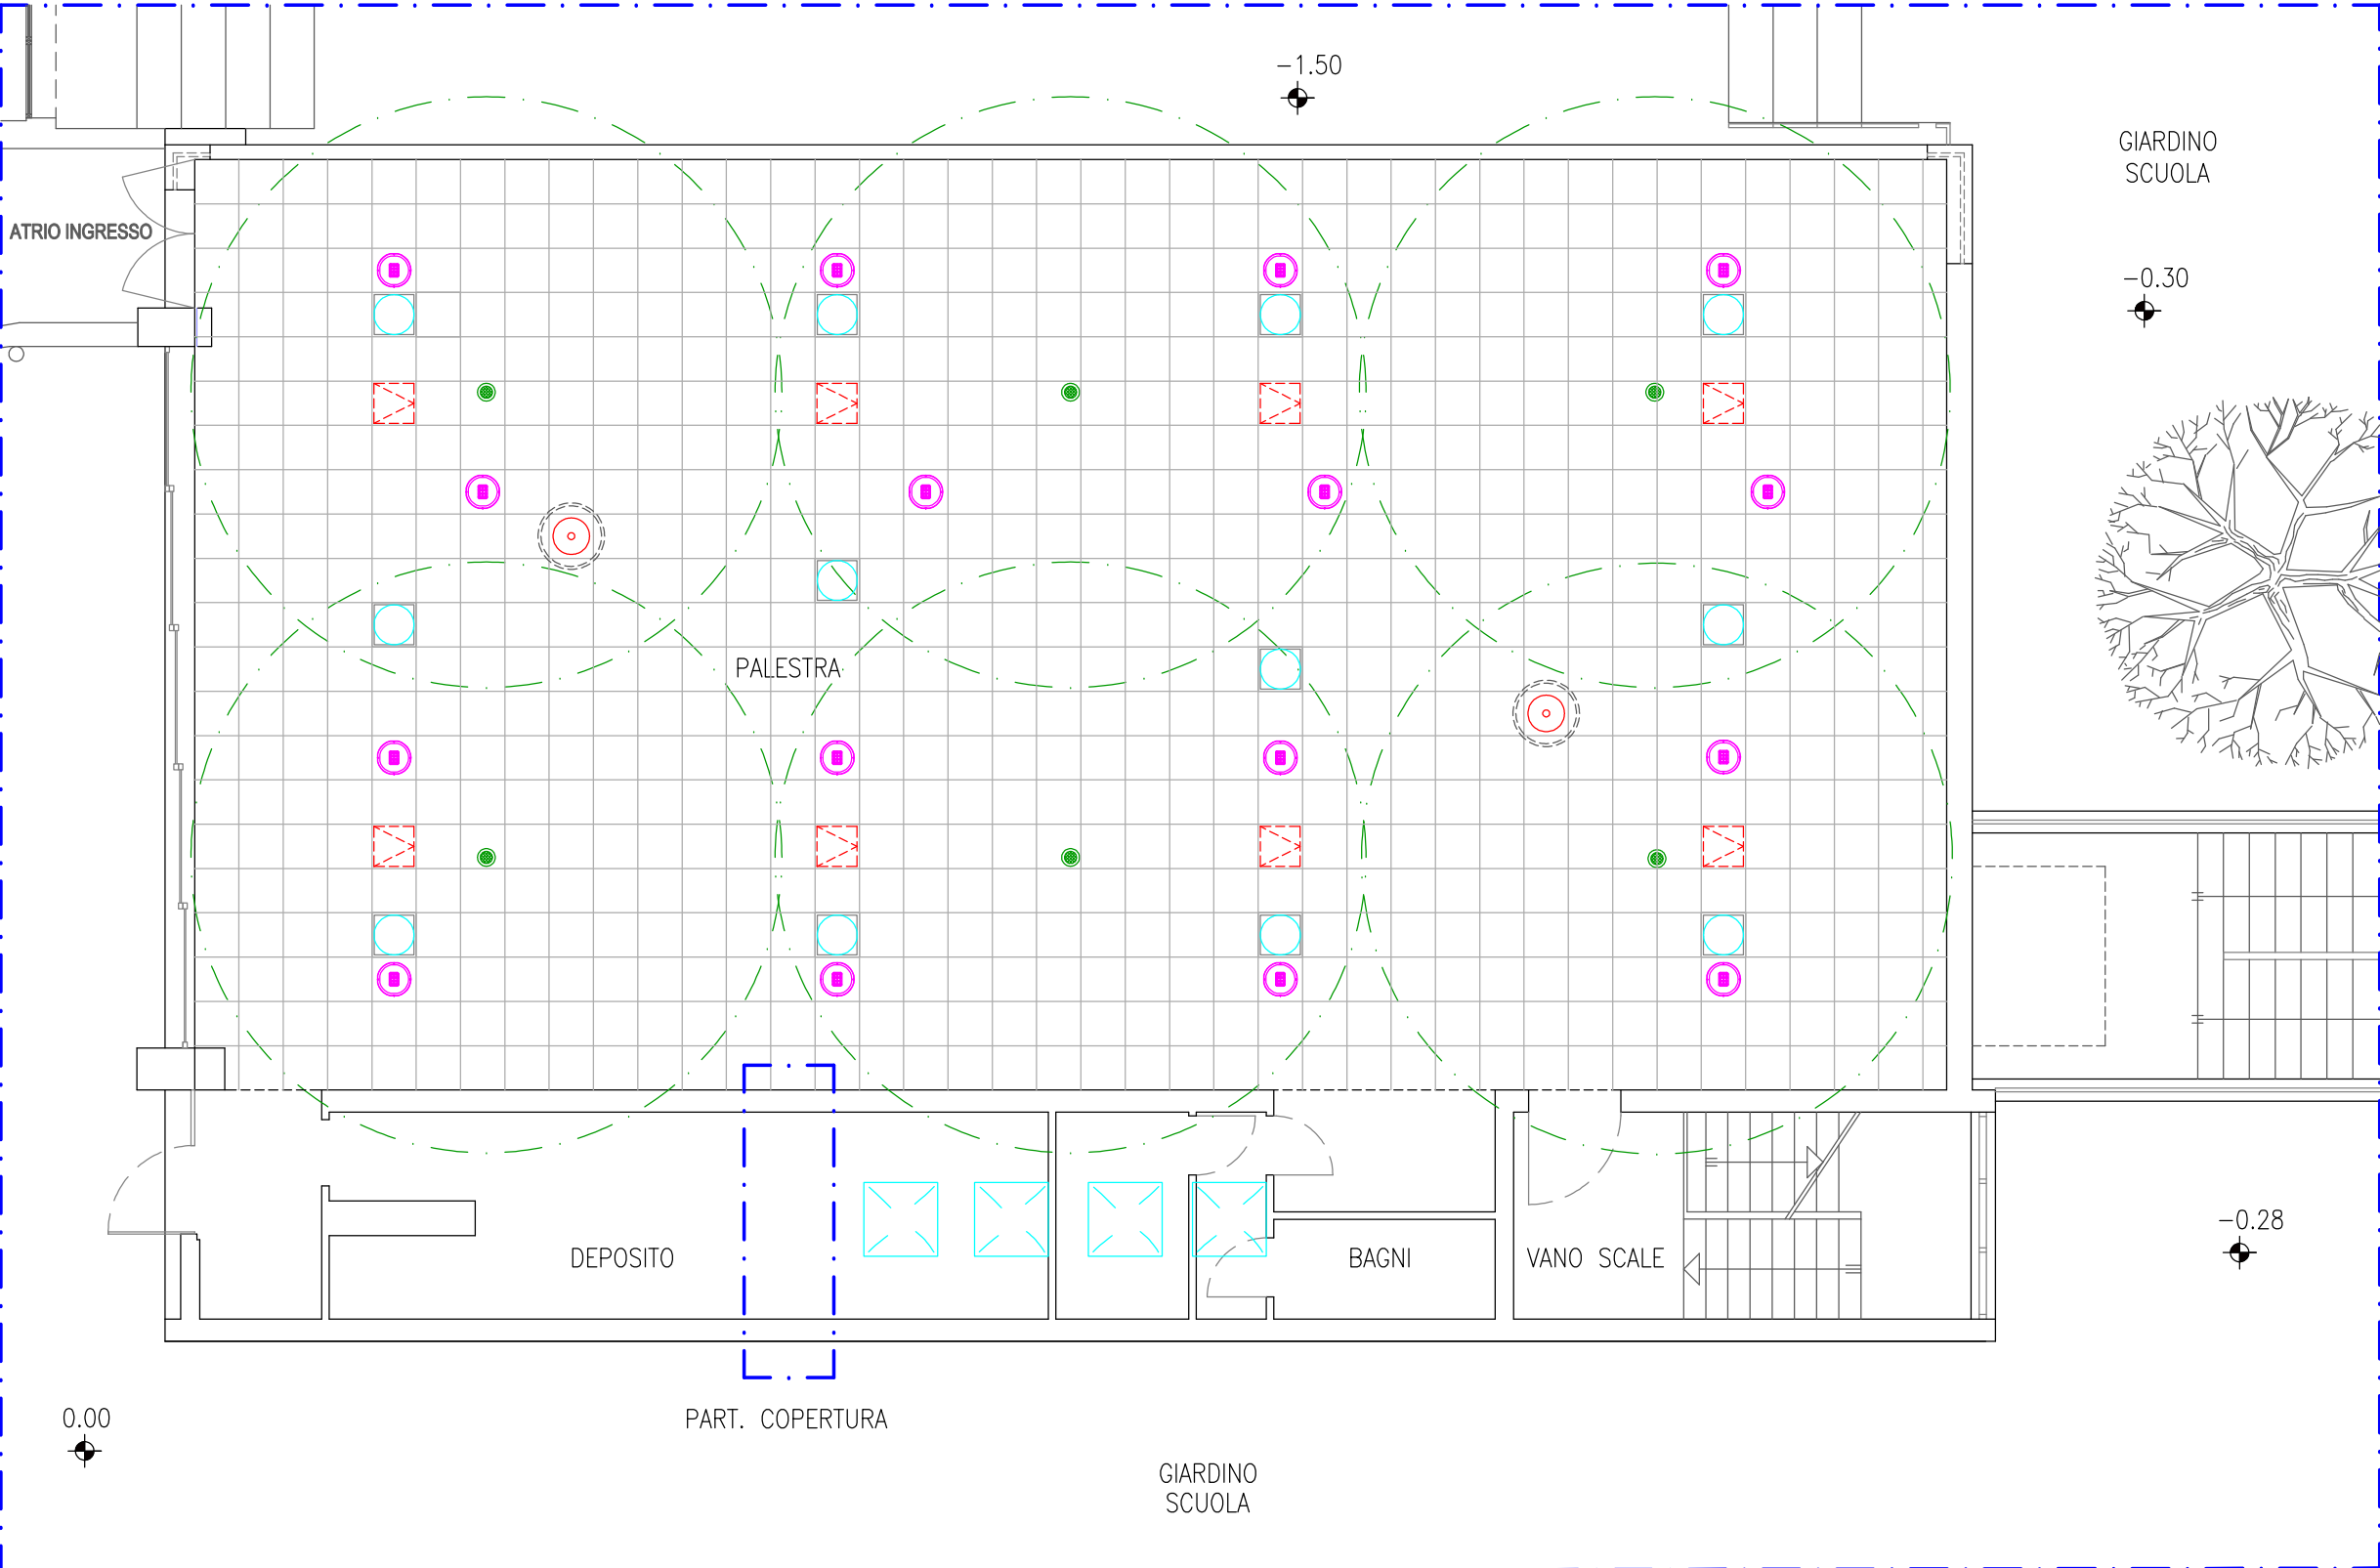 -1.50
GIARDINO
SCUOLA
ATRIO INGRESSO
-0.30
PALESTRA
-0.28
DEPOSITO
BAGNI
VANO SCALE
0.00
PART. COPERTURA
GIARDINO
SCUOLA